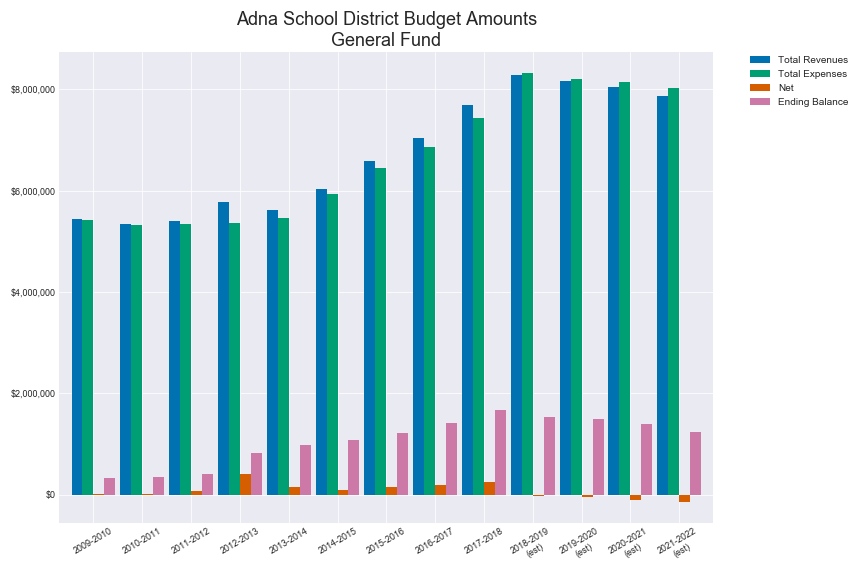 Adna School District Budget Amounts
General Fund
Total Revenues
Total Expenses
Net
Ending Balance
$8,000,000
$6,000,000
$4,000,000
$2,000,000
$0
2009-2010
2010-2011
2011-2012
2012-2013
2013-2014
2014-2015
2015-2016
2016-2017
2017-2018
2018-2019
(est)
2019-2020
(est)
2020-2021
(est)
2021-2022
(est)